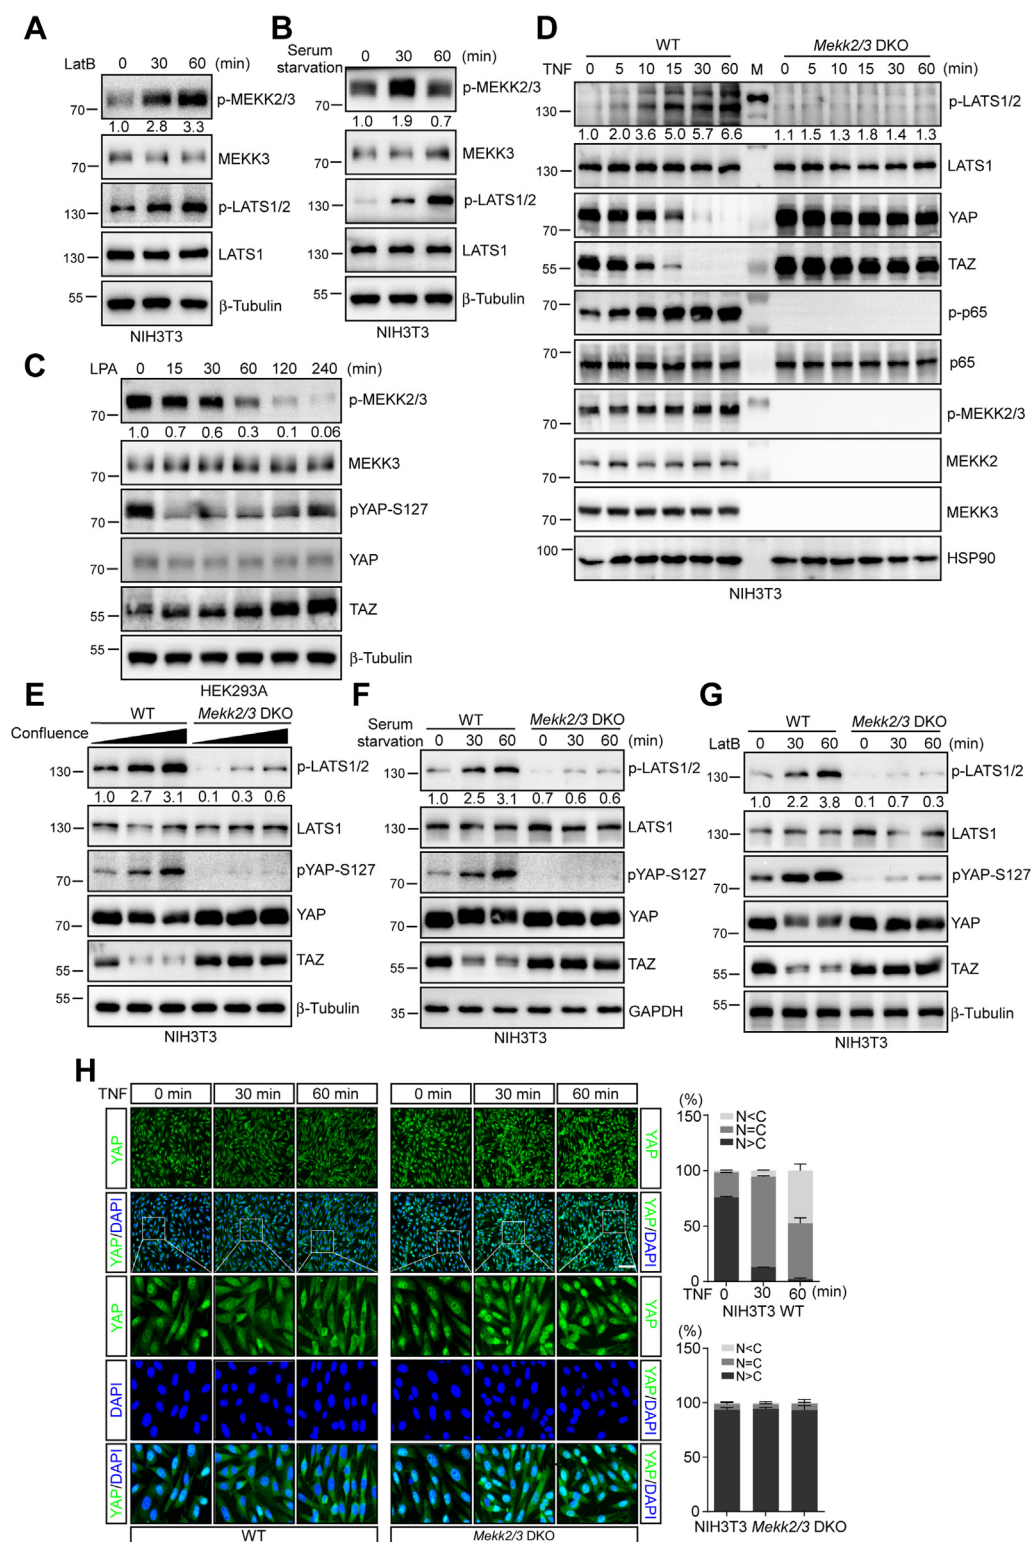 A
LatB 0 30 60 (min)
70 p-MEKK2/3
1.0 2.8 3.3
70 MEKK3
130 p-LATS1/2
130 LATS1
55 β-Tubulin
NIH3T3
B
Serum
starvation 0 30 60 (min)
70 p-MEKK2/3
1.0 1.9 0.7
70 MEKK3
130 p-LATS1/2
130 LATS1
55 β-Tubulin
NIH3T3
C
LPA 0 15 30 60 120 240 (min)
70 p-MEKK2/3
1.0 0.7 0.6 0.3 0.1 0.06
70 MEKK3
70 pYAP-S127
70 YAP
55 TAZ
55 β-Tubulin
HEK293A
D
WT Mekk2/3 DKO
TNF 0 5 10 15 30 60 M 0 5 10 15 30 60 (min)
130 p-LATS1/2
1.0 2.0 3.6 5.0 5.7 6.6 1.1 1.5 1.3 1.8 1.4 1.3
130 LATS1
70 YAP
55 TAZ
70 p-p65
70 p65
70 p-MEKK2/3
70 MEKK2
70 MEKK3
100 HSP90
NIH3T3
E
WT Mekk2/3 DKO
Confluence
130 p-LATS1/2
1.0 2.7 3.1 0.1 0.3 0.6
130 LATS1
70 pYAP-S127
70 YAP
55 TAZ
55 β-Tubulin
NIH3T3
F
Serum WT Mekk2/3 DKO
starvation 0 30 60 0 30 60 (min)
130 p-LATS1/2
1.0 2.5 3.1 0.7 0.6 0.6
130 LATS1
70 pYAP-S127
70 YAP
55 TAZ
35 GAPDH
NIH3T3
G
WT Mekk2/3 DKO
LatB 0 30 60 0 30 60 (min)
130 p-LATS1/2
1.0 2.2 3.8 0.1 0.7 0.3
130 LATS1
70 pYAP-S127
70 YAP
55 TAZ
55 β-Tubulin
NIH3T3
H
TNF 0 min 30 min 60 min 0 min 30 min 60 min
YAP YAP
YAP/DAPI YAP/DAPI
YAP YAP
DAPI YAP/DAPI
YAP/DAPI YAP/DAPI
WT Mekk2/3 DKO
(%)
150 N<C
N=C
N>C
100
50
0
TNF 0 30 60 (min)
NIH3T3 WT
(%)
150 N<C
N=C
N>C
100
50
0
NIH3T3 Mekk2/3 DKO